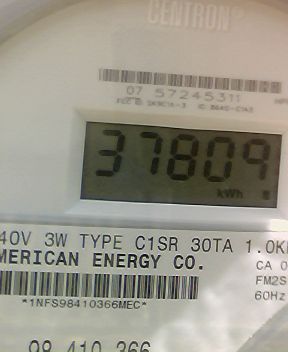 CENTRON®
07 57245311
37809
kWh
40V 3W TYPE C1SR 30TA 1.0K
MERICAN ENERGY CO.
CA 0
FM2S
60Hz
*1NFS98410366MEC*
98 410 366